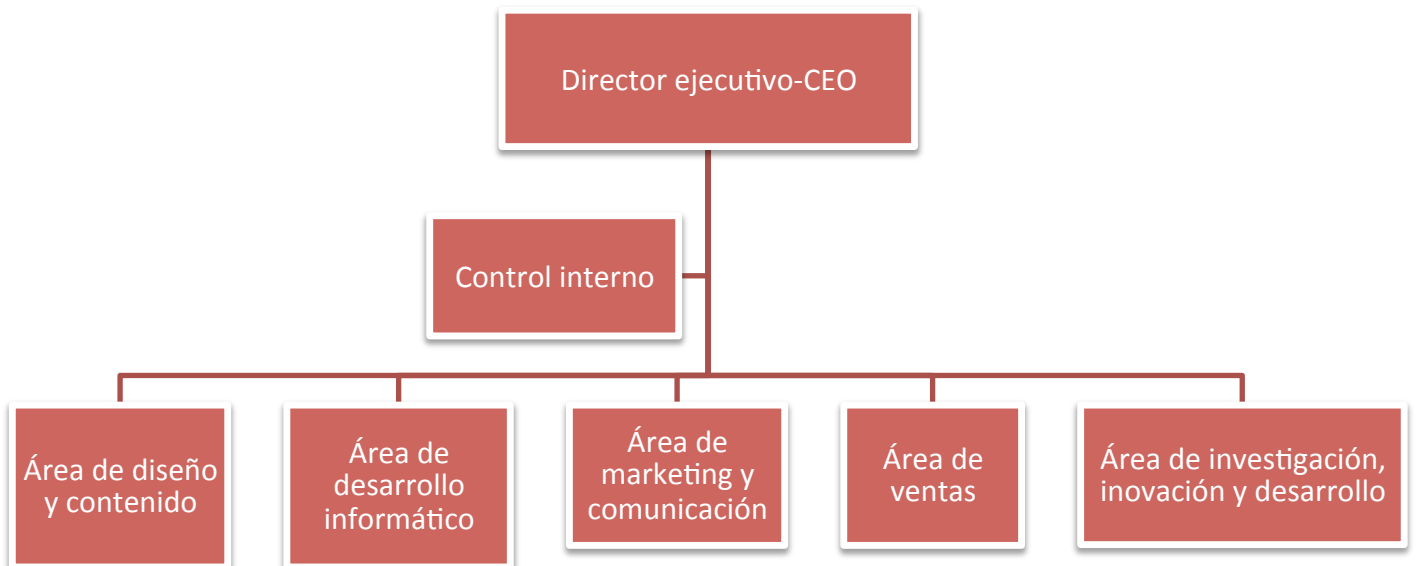 Director ejecutivo-CEO
Control interno
Área de diseño
y contenido
Área de
desarrollo
informático
Área de
marketing y
comunicación
Área de
ventas
Área de investigación,
inovación y desarrollo